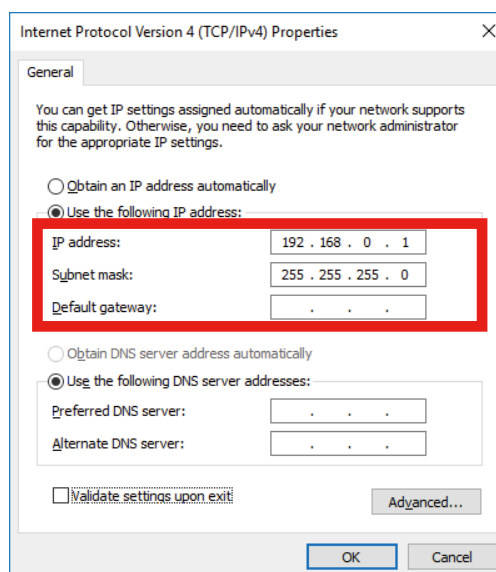 Internet Protocol Version 4 (TCP/IPv4) Properties
General
You can get IP settings assigned automatically if your network supports
this capability. Otherwise, you need to ask your network administrator
for the appropriate IP settings.
Obtain an IP address automatically
Use the following IP address:
IP address: 192 . 168 . 0 . 1
Subnet mask: 255 . 255 . 255 . 0
Default gateway: . . .
Obtain DNS server address automatically
Use the following DNS server addresses:
Preferred DNS server: . . .
Alternate DNS server: . . .
Validate settings upon exit
Advanced...
OK Cancel